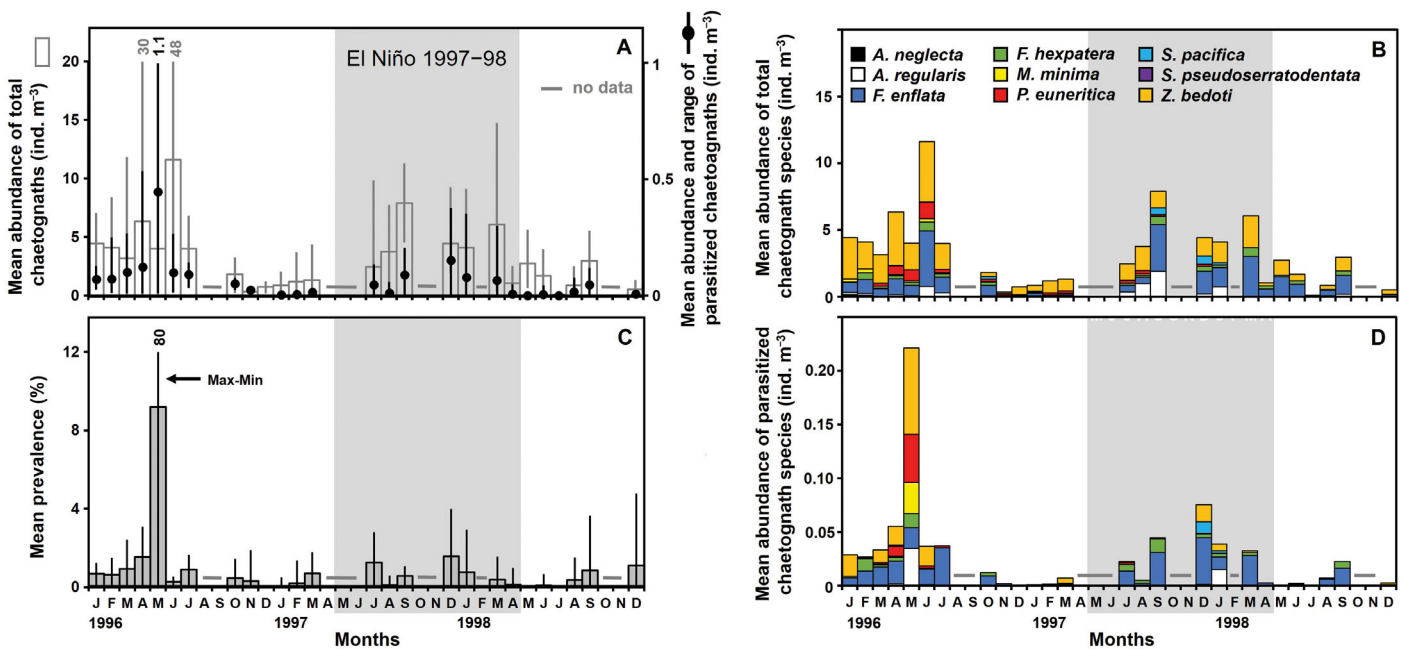 Mean abundance of total
chaetognaths (ind. m⁻³)
20
15
10
5
0
30
1.1
48
A
El Niño 1997–98
no data
1
0.5
0
Mean abundance and range of
parasitized chaetoagnaths (ind. m⁻³)
Mean abundance of total
chaetognath species (ind. m⁻³)
15
10
5
0
B
A. neglecta
A. regularis
F. enflata
F. hexpatera
M. minima
P. euneritica
S. pacifica
S. pseudoserratodentata
Z. bedoti
no data
J F M A M J J A S O N D J F M A M J J A S O N D J F M A M J J A S O N D
Mean prevalence (%)
12
8
4
0
80
Max-Min
C
J F M A M J J A S O N D J F M A M J J A S O N D J F M A M J J A S O N D
1996
1997
1998
Months
Mean abundance of parasitized
chaetognath species (ind. m⁻³)
0.20
0.15
0.10
0.05
0
D
J F M A M J J A S O N D J F M A M J J A S O N D J F M A M J J A S O N D
1996
1997
1998
Months